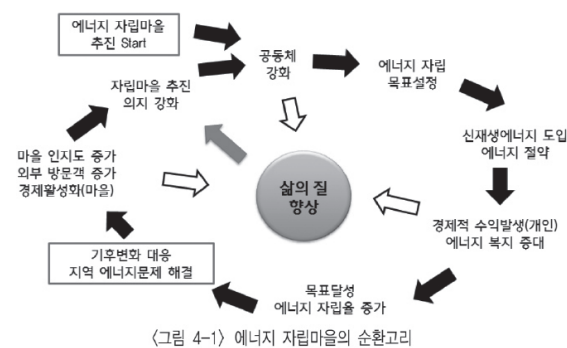 에너지 자립마을
추진 Start
공동체
강화
에너지 자립
목표설정
신재생에너지 도입
에너지 절약
경제적 수익발생(개인)
에너지 복지 증대
목표달성
에너지 자립율 증가
기후변화 대응
지역 에너지문제 해결
마을 인지도 증가
외부 방문객 증가
경제활성화(마을)
자립마을 추진
의지 강화
삶의 질
향상
〈그림 4-1〉 에너지 자립마을의 순환고리